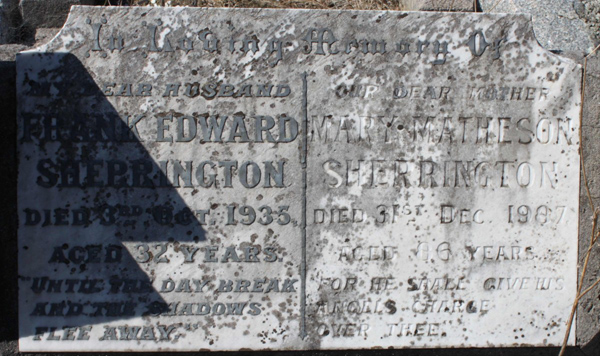 In Loving Memory Of
MY DEAR HUSBAND
FRANK EDWARD
SHERRINGTON
DIED 3RD OCT. 1935.
AGED 32 YEARS
UNTIL THE DAY BREAK
AND THE SHADOWS
FLEE AWAY."
OUR DEAR MOTHER
MARY MATHESON
SHERRINGTON
DIED 31ST DEC. 1987.
AGED YEARS
FOR HE SHALL GIVE HIS
ANGELS CHARGE
OVER THEE.